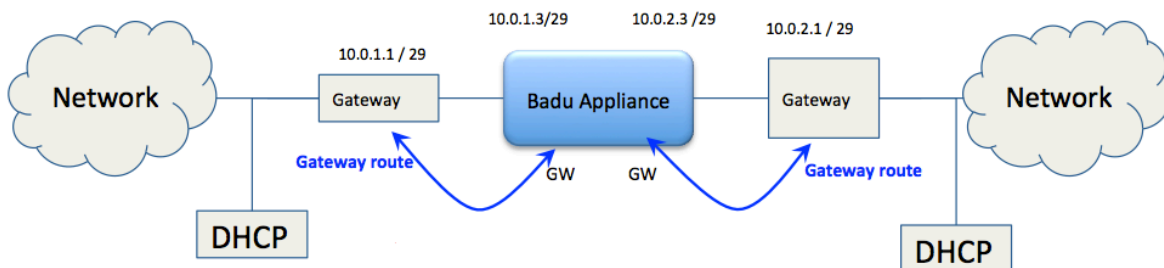 10.0.1.3/29
10.0.2.3 /29
10.0.1.1 / 29
10.0.2.1 / 29
Network
Gateway
Badu Appliance
Gateway
Network
Gateway route
GW
GW
Gateway route
DHCP
DHCP